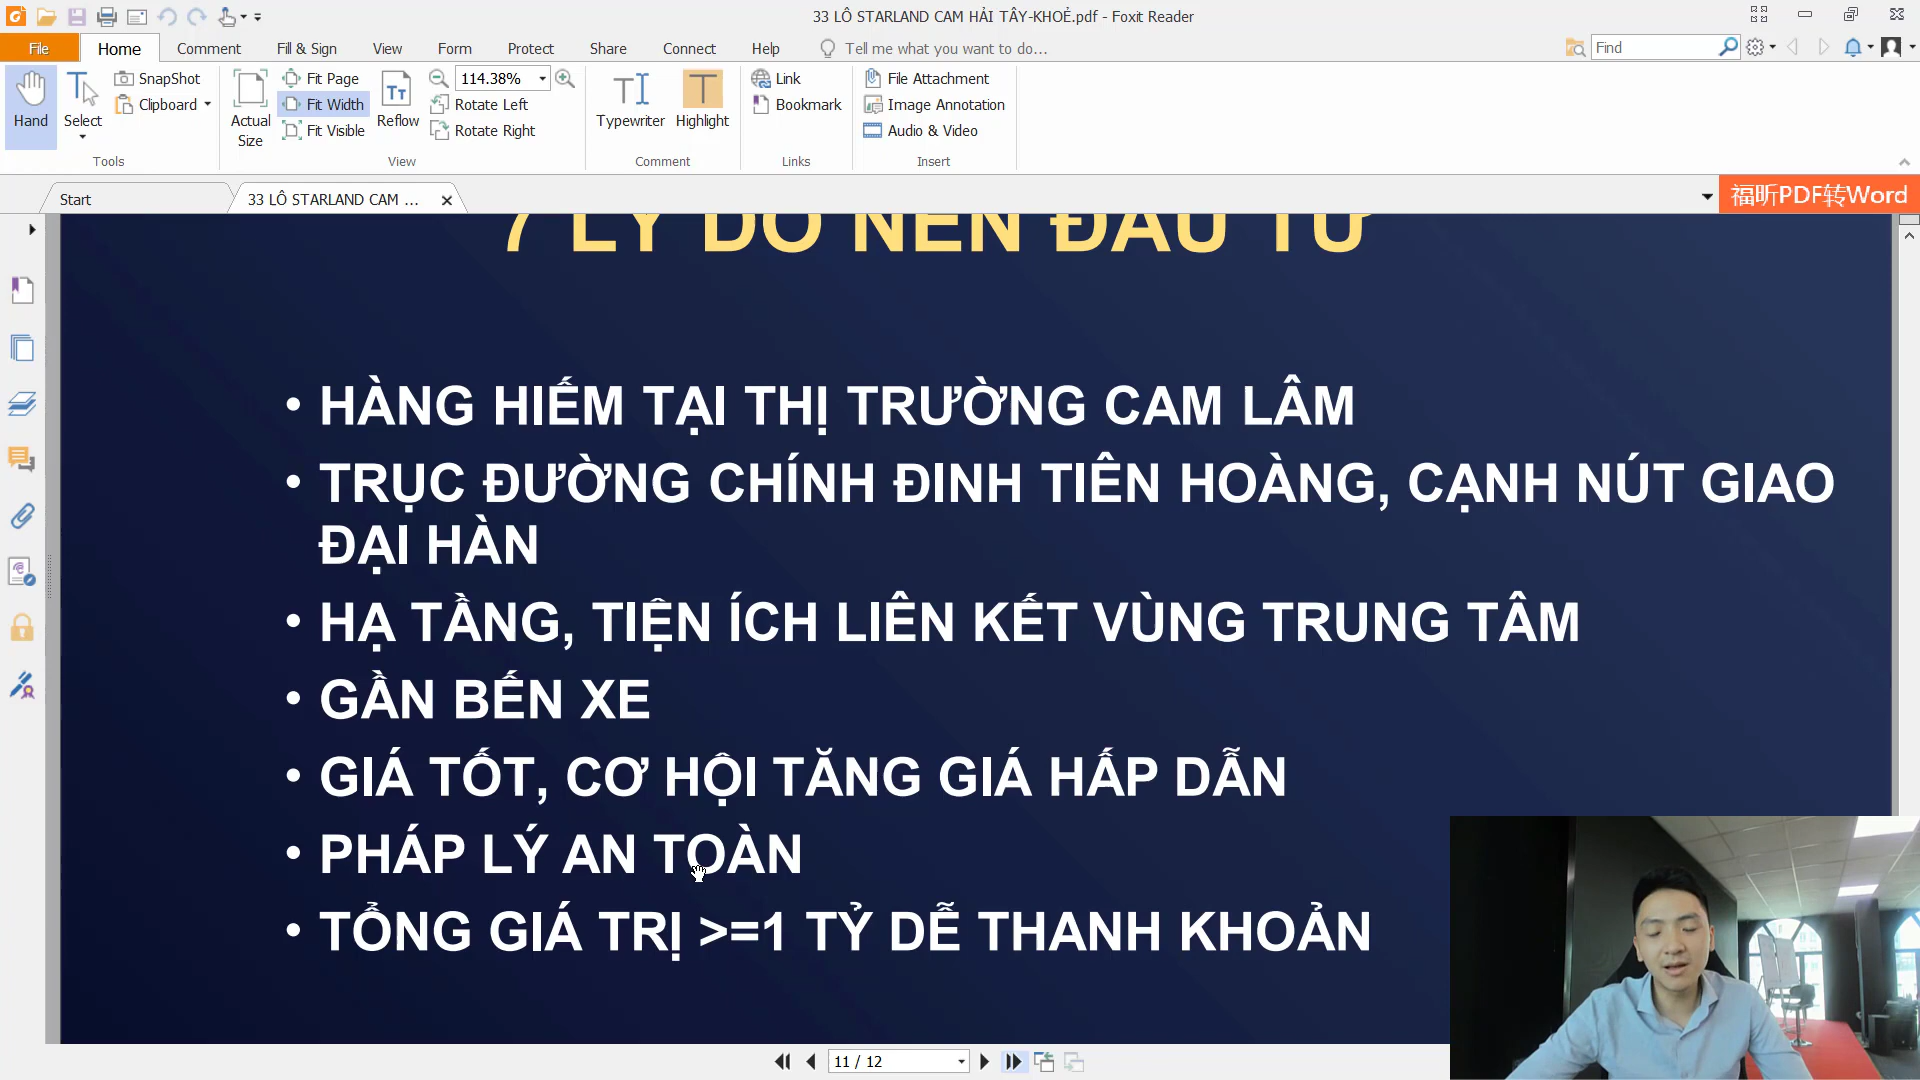 33 LÔ STARLAND CAM HẢI TÂY-KHOẺ.pdf - Foxit Reader
File Home Comment Fill & Sign View Form Protect Share Connect Help Tell me what you want to do... Find
Hand
Select
SnapShot
Clipboard
Tools
Actual Size
Fit Page
Fit Width
Fit Visible
Reflow
114.38%
Rotate Left
Rotate Right
View
Typewriter
Highlight
Comment
Link
Bookmark
Links
File Attachment
Image Annotation
Audio & Video
Insert
Start
33 LÔ STARLAND CAM ...
福昕PDF转Word
7 LÝ DO NÊN ĐẦU TƯ
• HÀNG HIẾM TẠI THỊ TRƯỜNG CAM LÂM
• TRỤC ĐƯỜNG CHÍNH ĐINH TIÊN HOÀNG, CẠNH NÚT GIAO
ĐẠI HÀN
• HẠ TẦNG, TIỆN ÍCH LIÊN KẾT VÙNG TRUNG TÂM
• GẦN BẾN XE
• GIÁ TỐT, CƠ HỘI TĂNG GIÁ HẤP DẪN
• PHÁP LÝ AN TOÀN
• TỔNG GIÁ TRỊ >=1 TỶ DỄ THANH KHOẢN
11 / 12